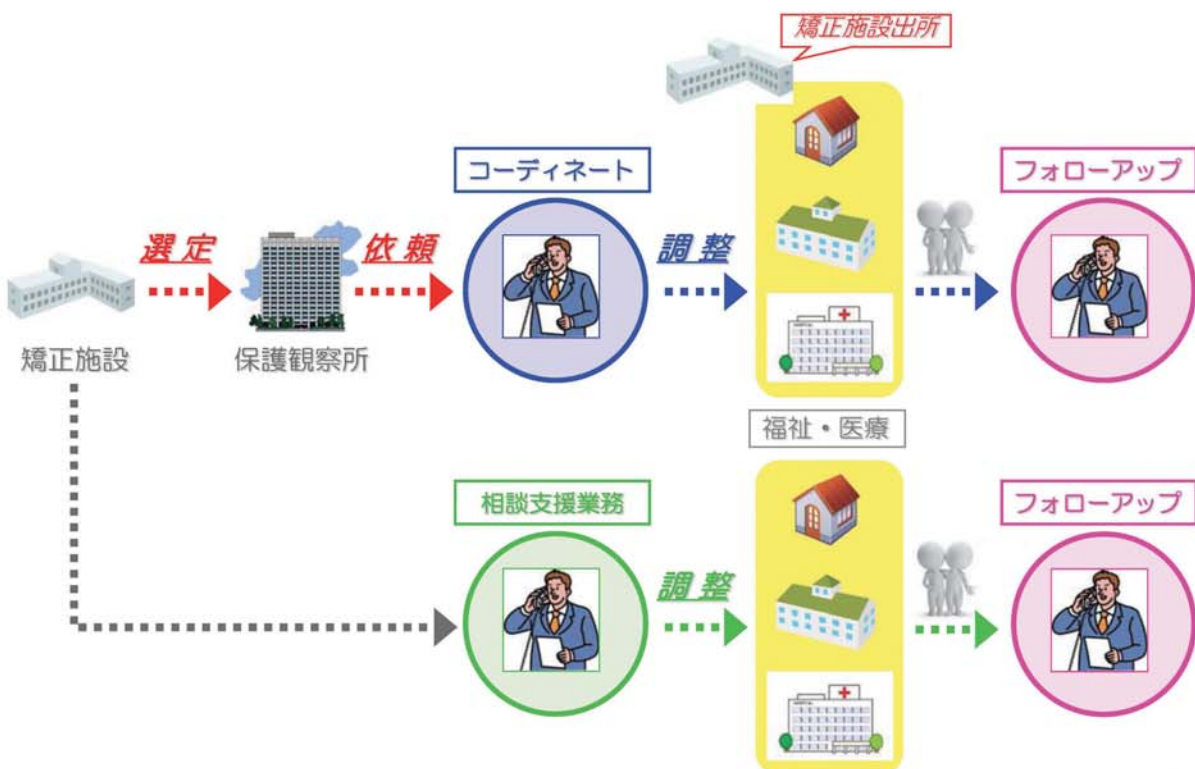 矯正施設出所
コーディネート
フォローアップ
選定
依頼
調整
矯正施設
保護観察所
福祉・医療
相談支援業務
フォローアップ
調整